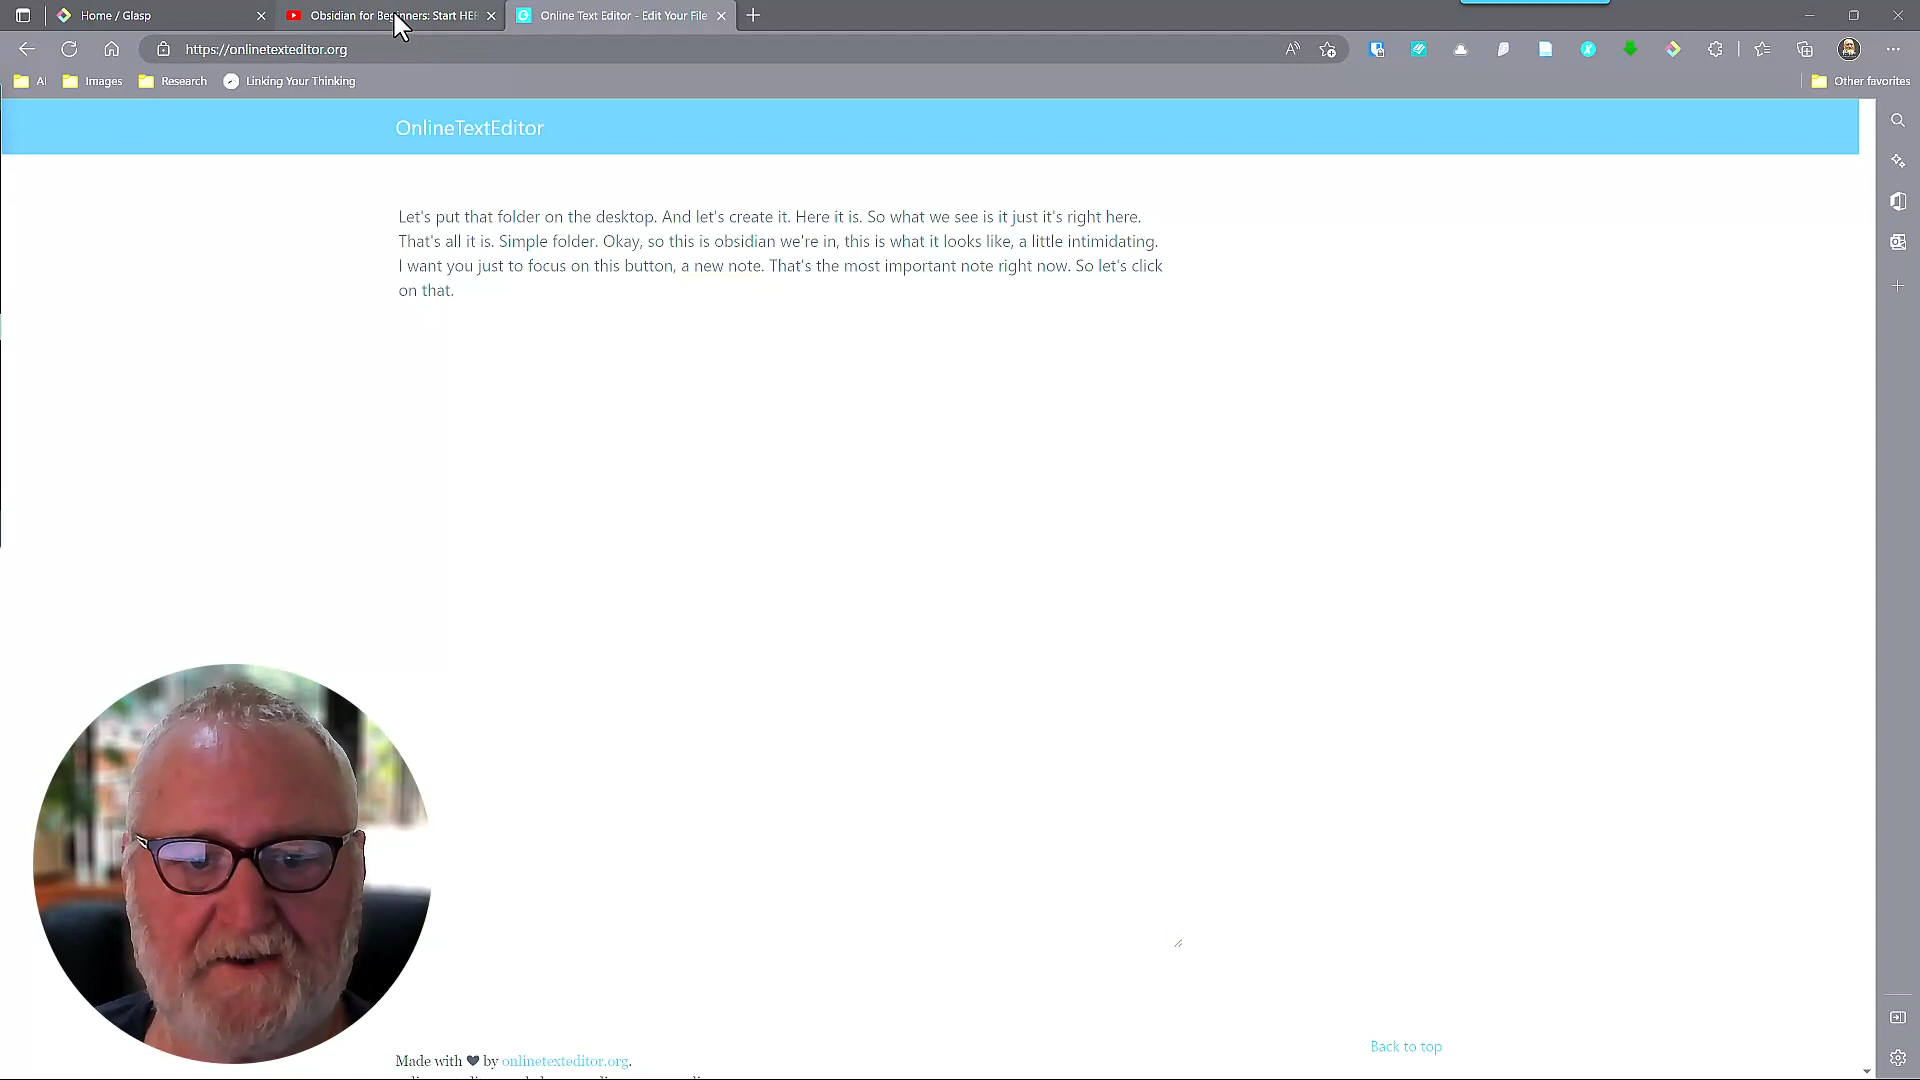 Home / Glasp
Obsidian for Beginners: Start HER
Online Text Editor - Edit Your File
https://onlinetexteditor.org
AI
Images
Research
Linking Your Thinking
Other favorites
OnlineTextEditor
Let's put that folder on the desktop. And let's create it. Here it is. So what we see is it just it's right here.
That's all it is. Simple folder. Okay, so this is obsidian we're in, this is what it looks like, a little intimidating.
I want you just to focus on this button, a new note. That's the most important note right now. So let's click
on that.
Back to top
Made with ♥ by onlinetexteditor.org.